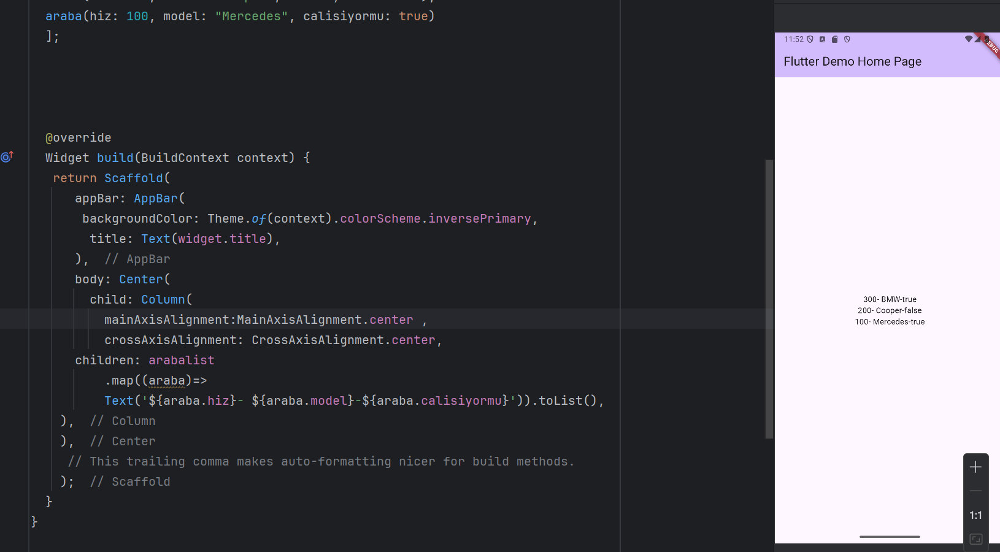 araba(hiz: 100, model: "Mercedes", calisiyormu: true)
];
@override
Widget build(BuildContext context) {
return Scaffold(
appBar: AppBar(
backgroundColor: Theme.of(context).colorScheme.inversePrimary,
title: Text(widget.title),
), // AppBar
body: Center(
child: Column(
mainAxisAlignment:MainAxisAlignment.center ,
crossAxisAlignment: CrossAxisAlignment.center,
children: arabalist
.map((araba)=>
Text('${araba.hiz}- ${araba.model}-${araba.calisiyormu}')).toList(),
), // Column
), // Center
// This trailing comma makes auto-formatting nicer for build methods.
); // Scaffold
}
}
11:52
DEBUG
Flutter Demo Home Page
300- BMW-true
200- Cooper-false
100- Mercedes-true
1:1